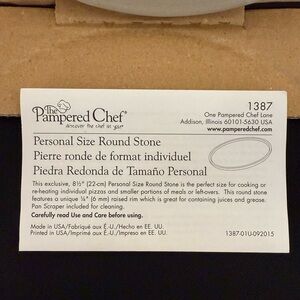 The
Pampered Chef®
discover the chef in you®
1387
One Pampered Chef Lane
Addison, Illinois 60101-5630 USA
www.pamperedchef.com
Personal Size Round Stone
Pierre ronde de format individuel
Piedra Redonda de Tamaño Personal
This exclusive, 8½" (22-cm) Personal Size Round Stone is the perfect size for cooking or
re-heating individual pizzas and smaller portions of meals or left-overs. This round stone
features a unique ¼" (6 mm) raised rim which is great for containing juices and grease.
Pan Scraper included for cleaning.
Carefully read Use and Care before using.
Made in USA/Fabriqué aux É.-U./Hecho en EE. UU.
Printed in USA/Imprimé aux É.-U./Impreso en EE. UU.
1387-01U-092015